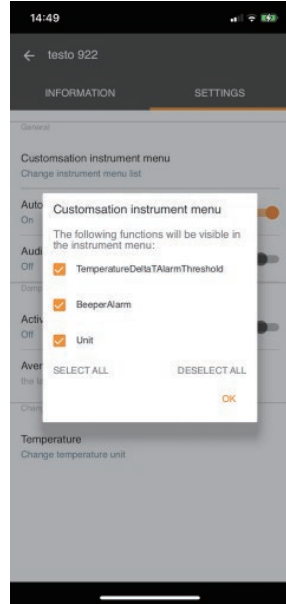 14:49
testo 922
INFORMATION
SETTINGS
General
Customsation instrument menu
Change instrument menu list
Auto
On
Audi
Off
Comp
Activ
Off
Aver
the
Customsation instrument menu
The following functions will be visible in
the instrument menu:
TemperatureDeltaTAlarmThreshold
BeeperAlarm
Unit
SELECT ALL
DESELECT ALL
OK
Temperature
Change temperature unit